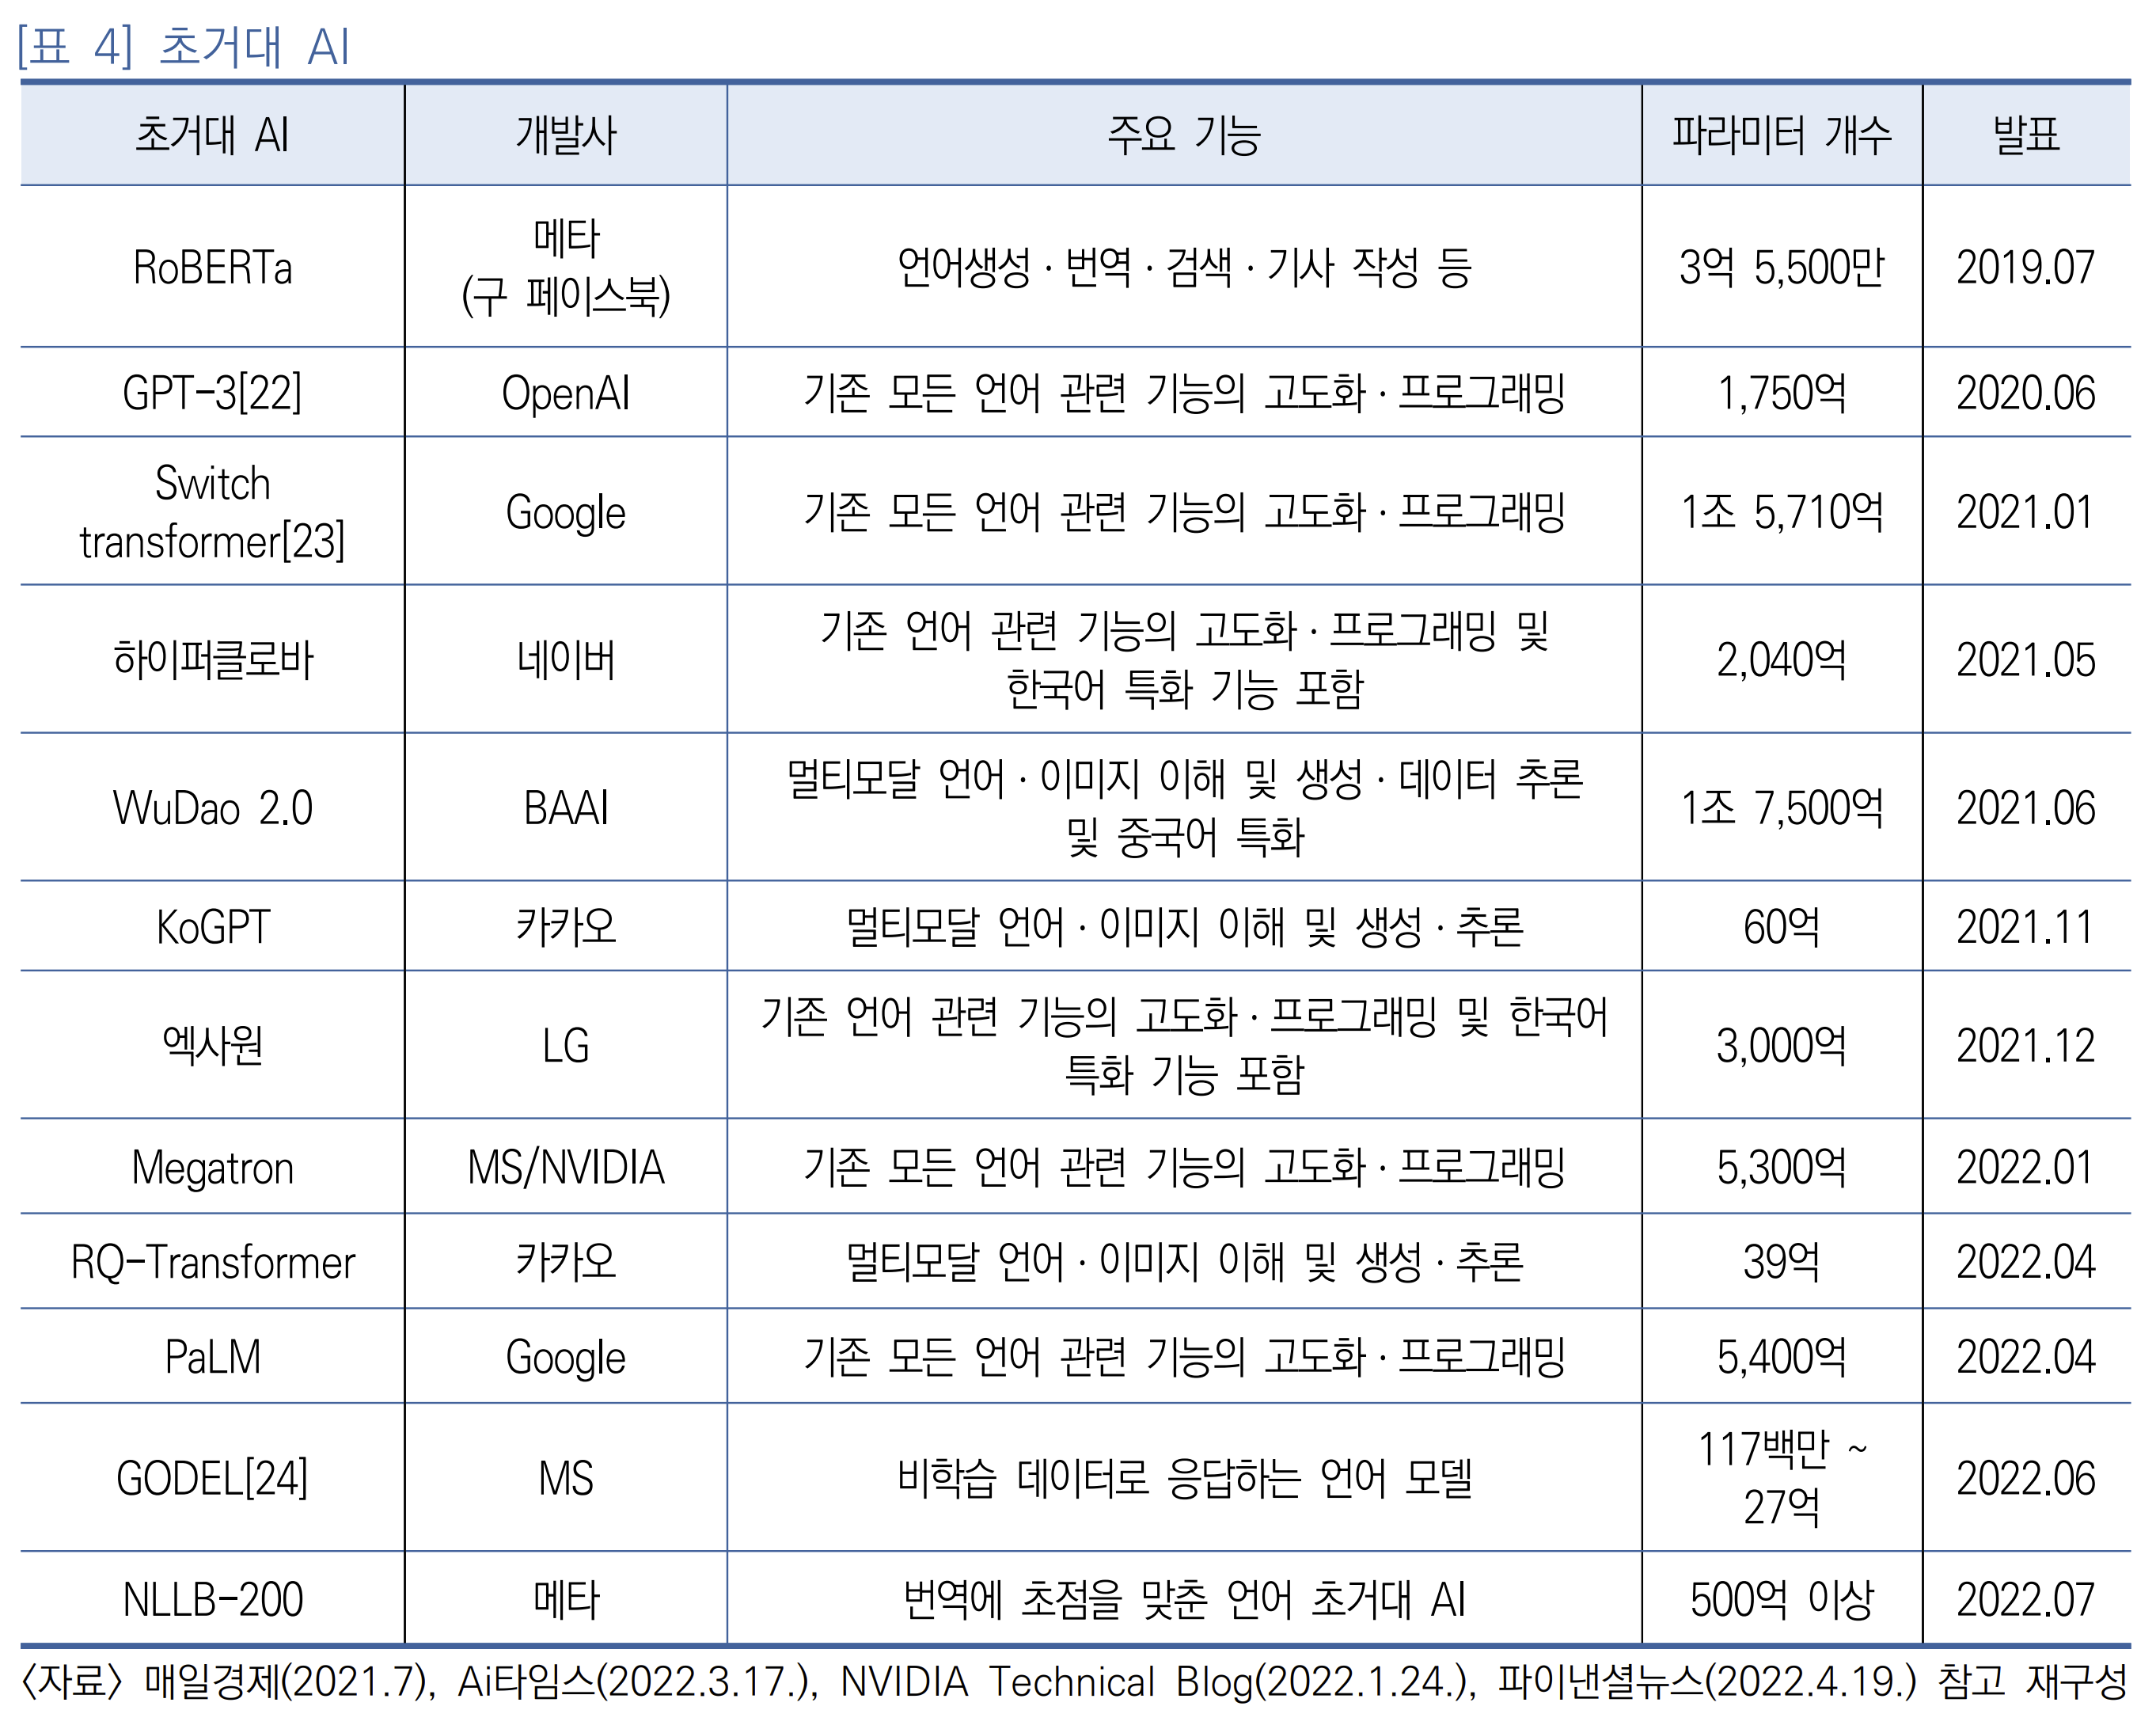 [표 4] 초거대 AI
초거대 AI 개발사 주요 기능 파라미터 개수 발표
RoBERTa 메타 (구 페이스북) 언어생성·번역·검색·기사 작성 등 3억 5,500만 2019.07
GPT-3[22] OpenAI 기존 모든 언어 관련 기능의 고도화·프로그래밍 1,750억 2020.06
Switch transformer[23] Google 기존 모든 언어 관련 기능의 고도화·프로그래밍 1조 5,710억 2021.01
하이퍼클로바 네이버 기존 언어 관련 기능의 고도화·프로그래밍 및 한국어 특화 기능 포함 2,040억 2021.05
WuDao 2.0 BAAI 멀티모달 언어·이미지 이해 및 생성·데이터 추론 및 중국어 특화 1조 7,500억 2021.06
KoGPT 카카오 멀티모달 언어·이미지 이해 및 생성·추론 60억 2021.11
엑사원 LG 기존 언어 관련 기능의 고도화·프로그래밍 및 한국어 특화 기능 포함 3,000억 2021.12
Megatron MS/NVIDIA 기존 모든 언어 관련 기능의 고도화·프로그래밍 5,300억 2022.01
RQ-Transformer 카카오 멀티모달 언어·이미지 이해 및 생성·추론 39억 2022.04
PaLM Google 기존 모든 언어 관련 기능의 고도화·프로그래밍 5,400억 2022.04
GODEL[24] MS 비학습 데이터로 응답하는 언어 모델 117백만 ~ 27억 2022.06
NLLB-200 메타 번역에 초점을 맞춘 언어 초거대 AI 500억 이상 2022.07
〈자료〉 매일경제(2021.7), Ai타임스(2022.3.17.), NVIDIA Technical Blog(2022.1.24.), 파이낸셜뉴스(2022.4.19.) 참고 재구성